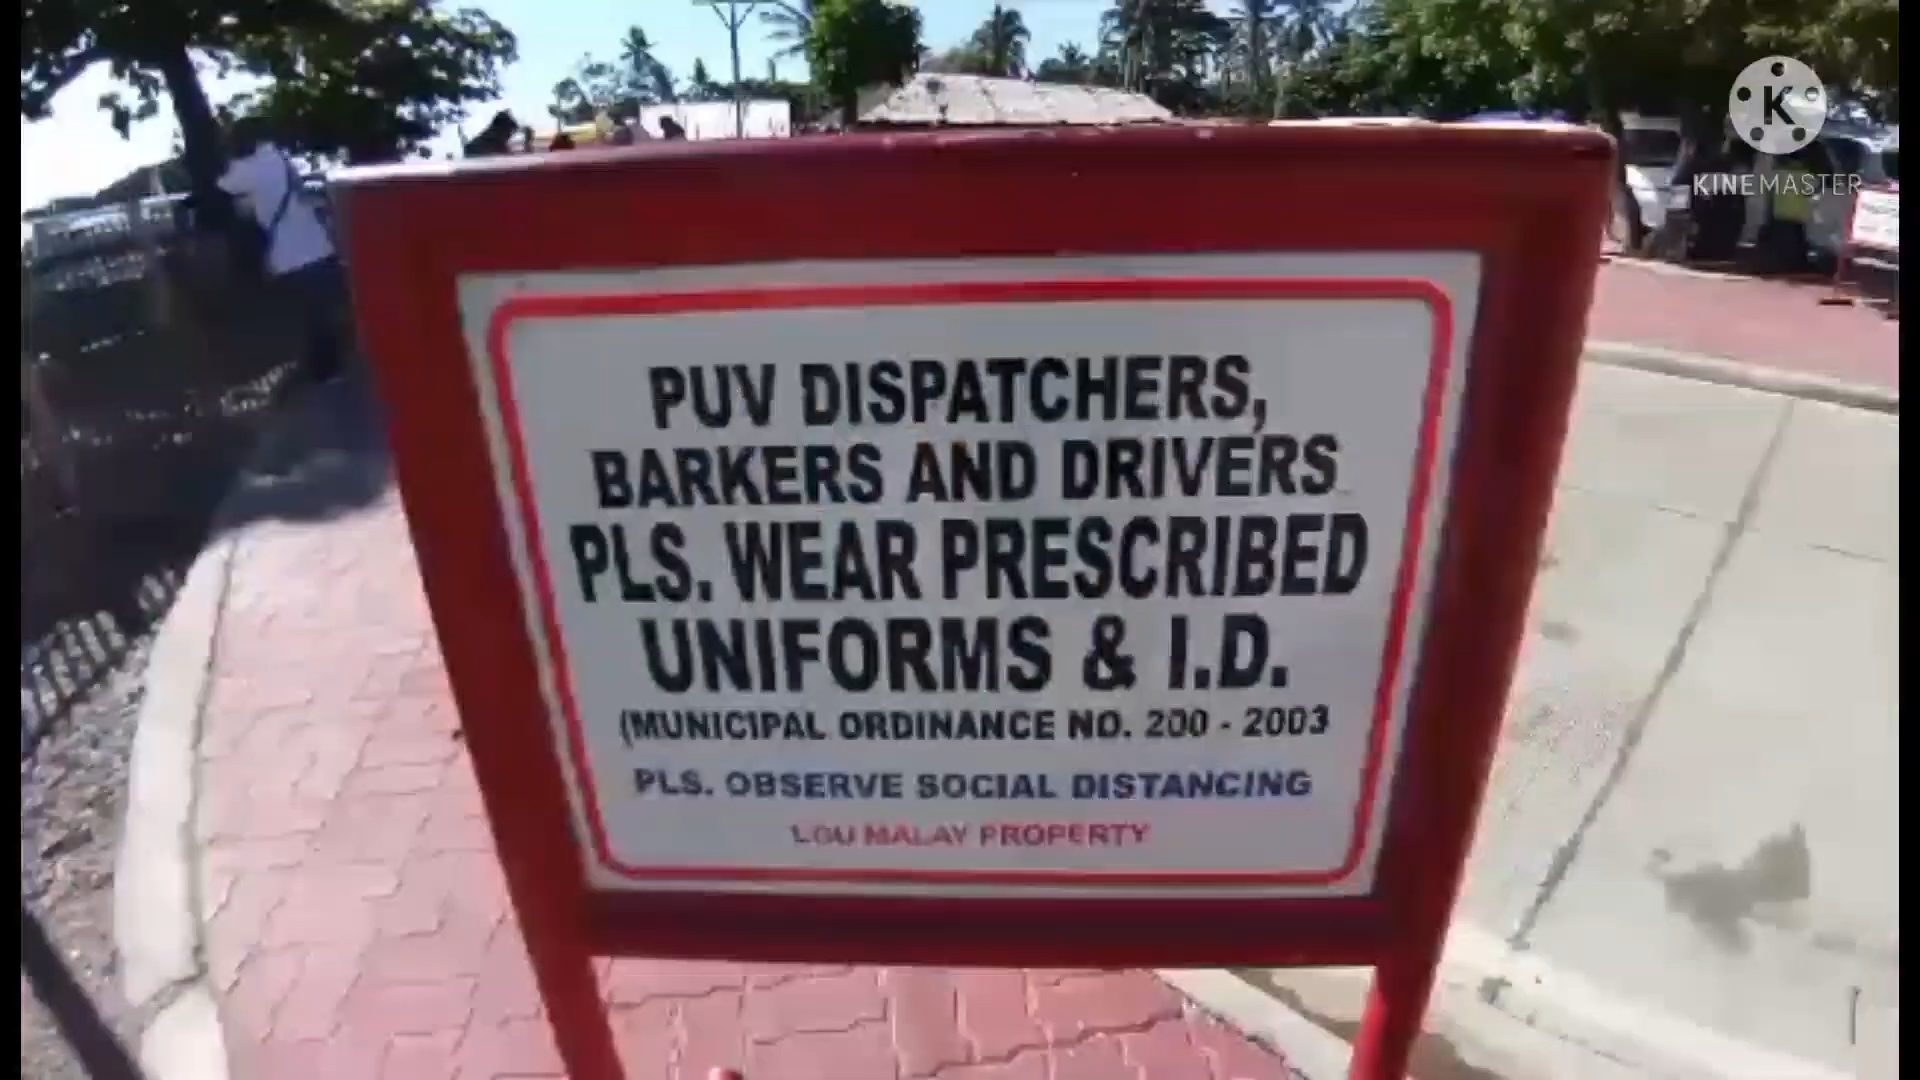 K
KINEMASTER
PUV DISPATCHERS,
BARKERS AND DRIVERS
PLS. WEAR PRESCRIBED
UNIFORMS & I.D.
(MUNICIPAL ORDINANCE NO. 200 - 2003
PLS. OBSERVE SOCIAL DISTANCING
LGU MALAY PROPERTY